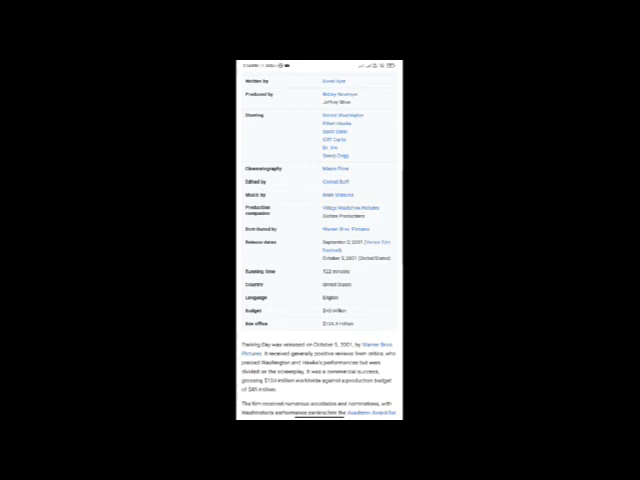 Written by David Ayer
Produced by Robert Newmyer
Jeffrey Silver
Starring Denzel Washington
Ethan Hawke
Scott Glenn
Cliff Curtis
Dr. Dre
Snoop Dogg
Cinematography Mauro Fiore
Edited by Conrad Buff
Music by Mark Mancina
Production Village Roadshow Pictures
companies Outlaw Productions
Distributed by Warner Bros. Pictures
Release dates September 2, 2001 (Venice Film
Festival)
October 5, 2001 (United States)
Running time 122 minutes
Country United States
Language English
Budget $45 million
Box office $104.9 million
Training Day was released on October 5, 2001, by Warner Bros.
Pictures. It received generally positive reviews from critics, who
praised Washington and Hawke's performances but were
divided on the screenplay. It was a commercial success,
grossing $104 million worldwide against a production budget
of $45 million.
The film received numerous accolades and nominations, with
Washington's performance earning him the Academy Award for